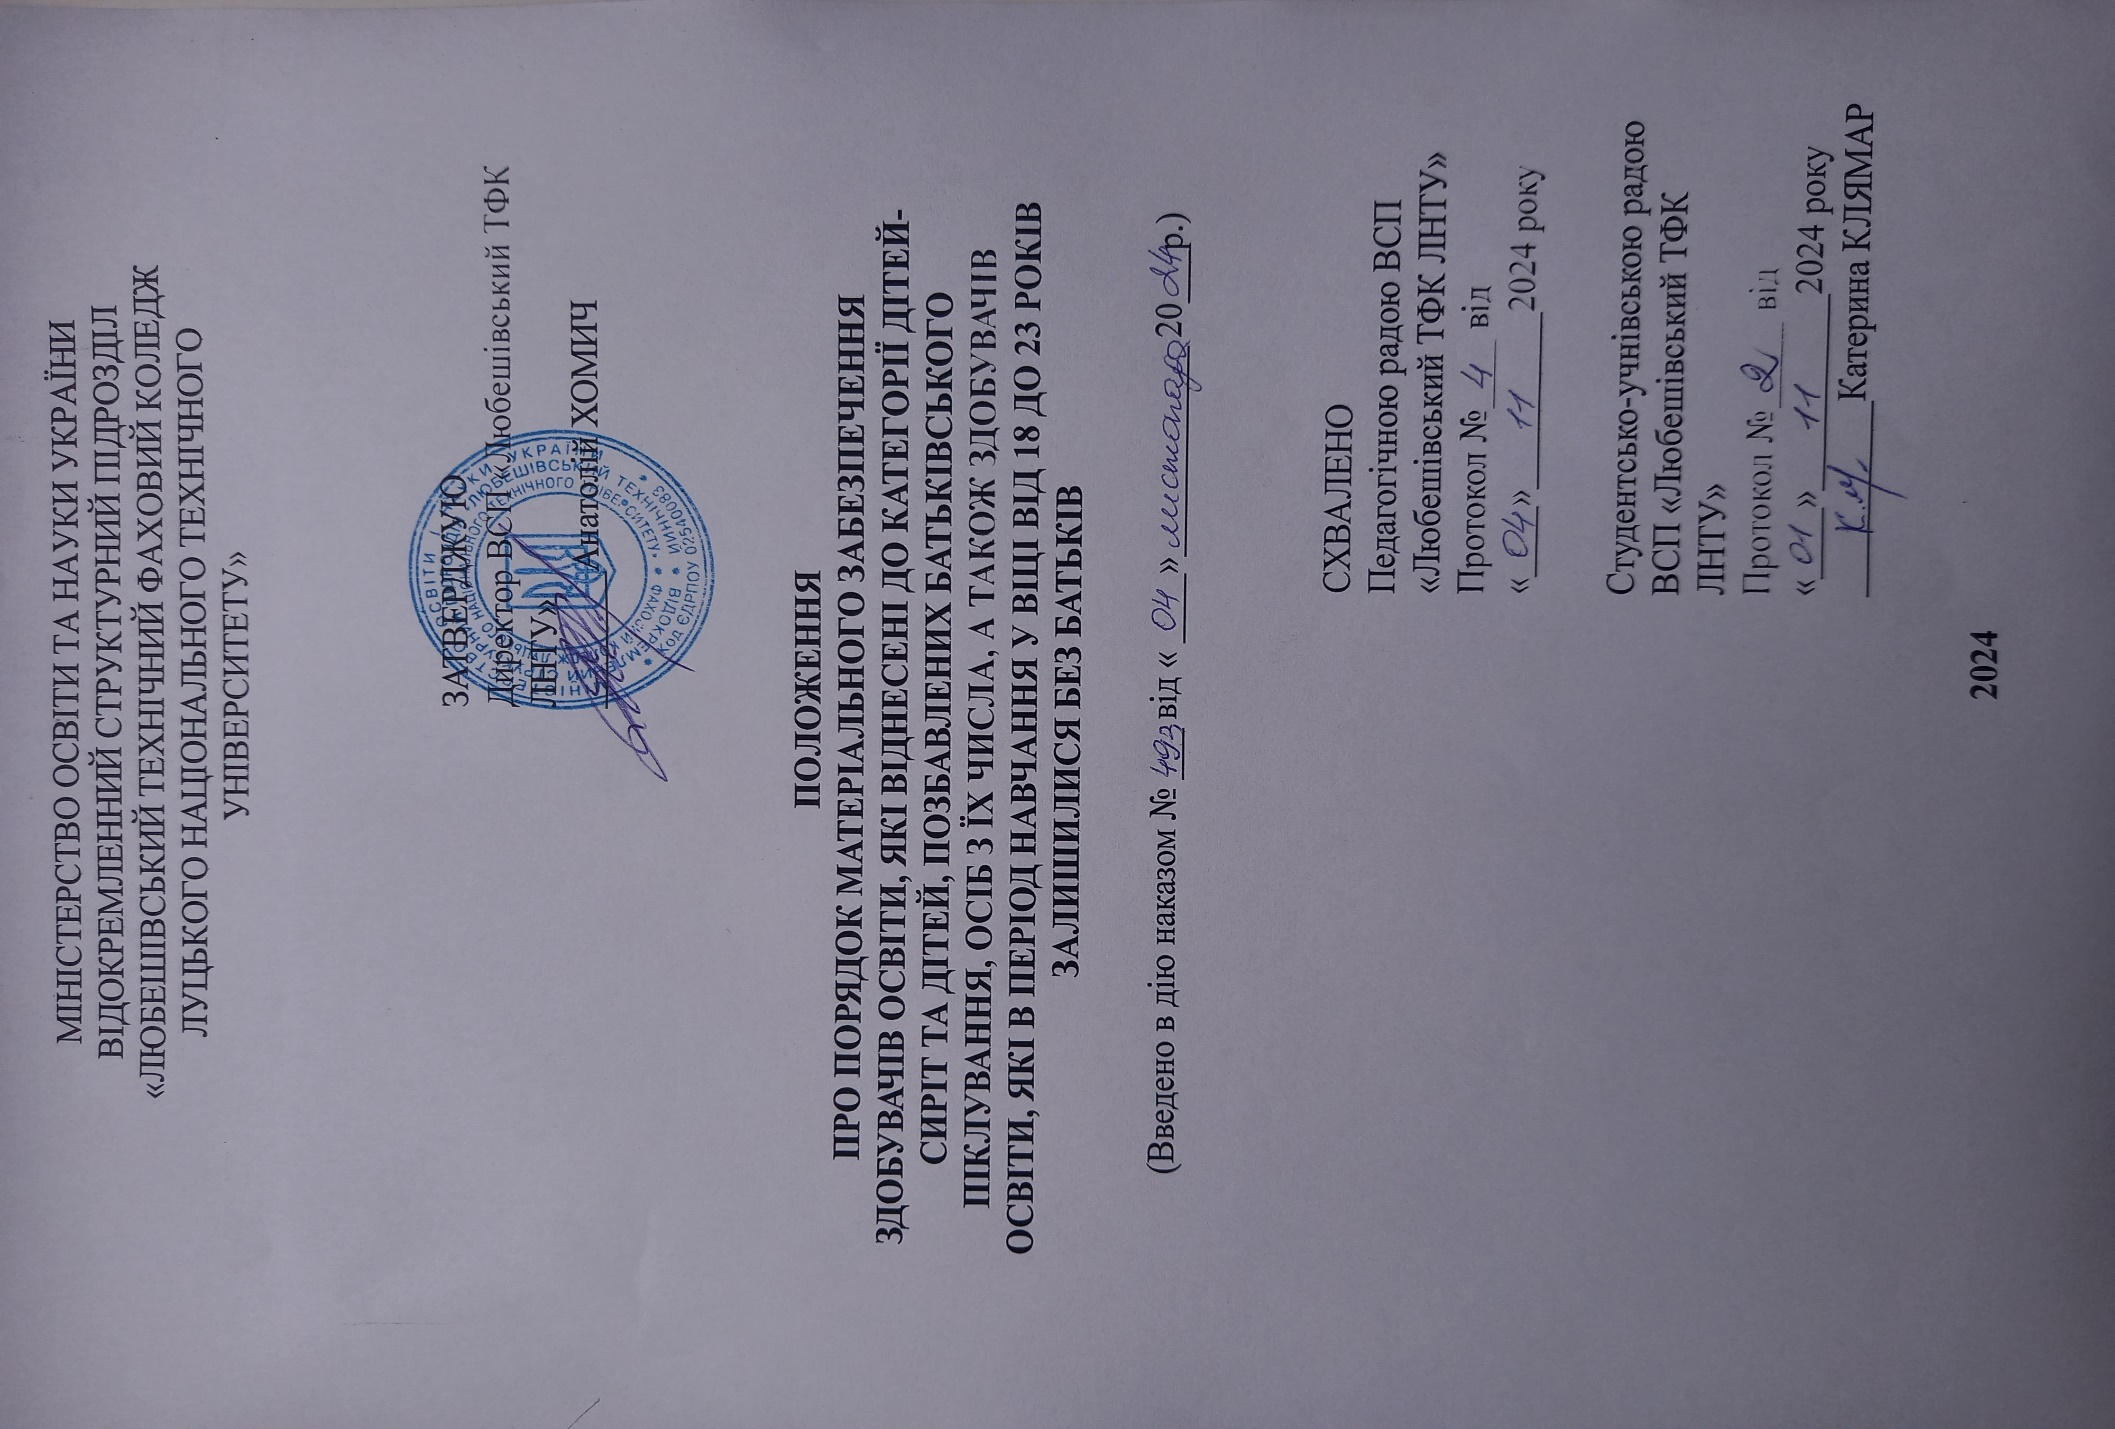 МІНІСТЕРСТВО ОСВІТИ ТА НАУКИ УКРАЇНИ
ВІДОКРЕМЛЕННИЙ СТРУКТУРНИЙ ПІДРОЗДІЛ
«ЛЮБЕШІВСЬКИЙ ТЕХНІЧНИЙ ФАХОВИЙ КОЛЕДЖ
ЛУЦЬКОГО НАЦІОНАЛЬНОГО ТЕХНІЧНОГО
УНІВЕРСИТЕТУ»
ЗАТВЕРДЖУЮ
Директор ВСП «Любешівський ТФК
ЛНТУ»
Анатолій ХОМИЧ
ПОЛОЖЕННЯ
ПРО ПОРЯДОК МАТЕРІАЛЬНОГО ЗАБЕЗПЕЧЕННЯ
ЗДОБУВАЧІВ ОСВІТИ, ЯКІ ВІДНЕСЕНІ ДО КАТЕГОРІЇ ДІТЕЙ-
СИРІТ ТА ДІТЕЙ, ПОЗБАВЛЕНИХ БАТЬКІВСЬКОГО
ПІКЛУВАННЯ, ОСІБ З ЇХ ЧИСЛА, А ТАКОЖ ЗДОБУВАЧІВ
ОСВІТИ, ЯКІ В ПЕРІОД НАВЧАННЯ У ВІЦІ ВІД 18 ДО 23 РОКІВ
ЗАЛИШИЛИСЯ БЕЗ БАТЬКІВ
(Введено в дію наказом № 493 від « 04 » листопада 20 24р.)
СХВАЛЕНО
Педагогічною радою ВСП
«Любешівський ТФК ЛНТУ»
Протокол № 4 від
« 04» 11 2024 року
Студентсько-учнівською радою
ВСП «Любешівський ТФК
ЛНТУ»
Протокол № 2 від
« 01 » 11 2024 року
Катерина КЛЯМАР
2024